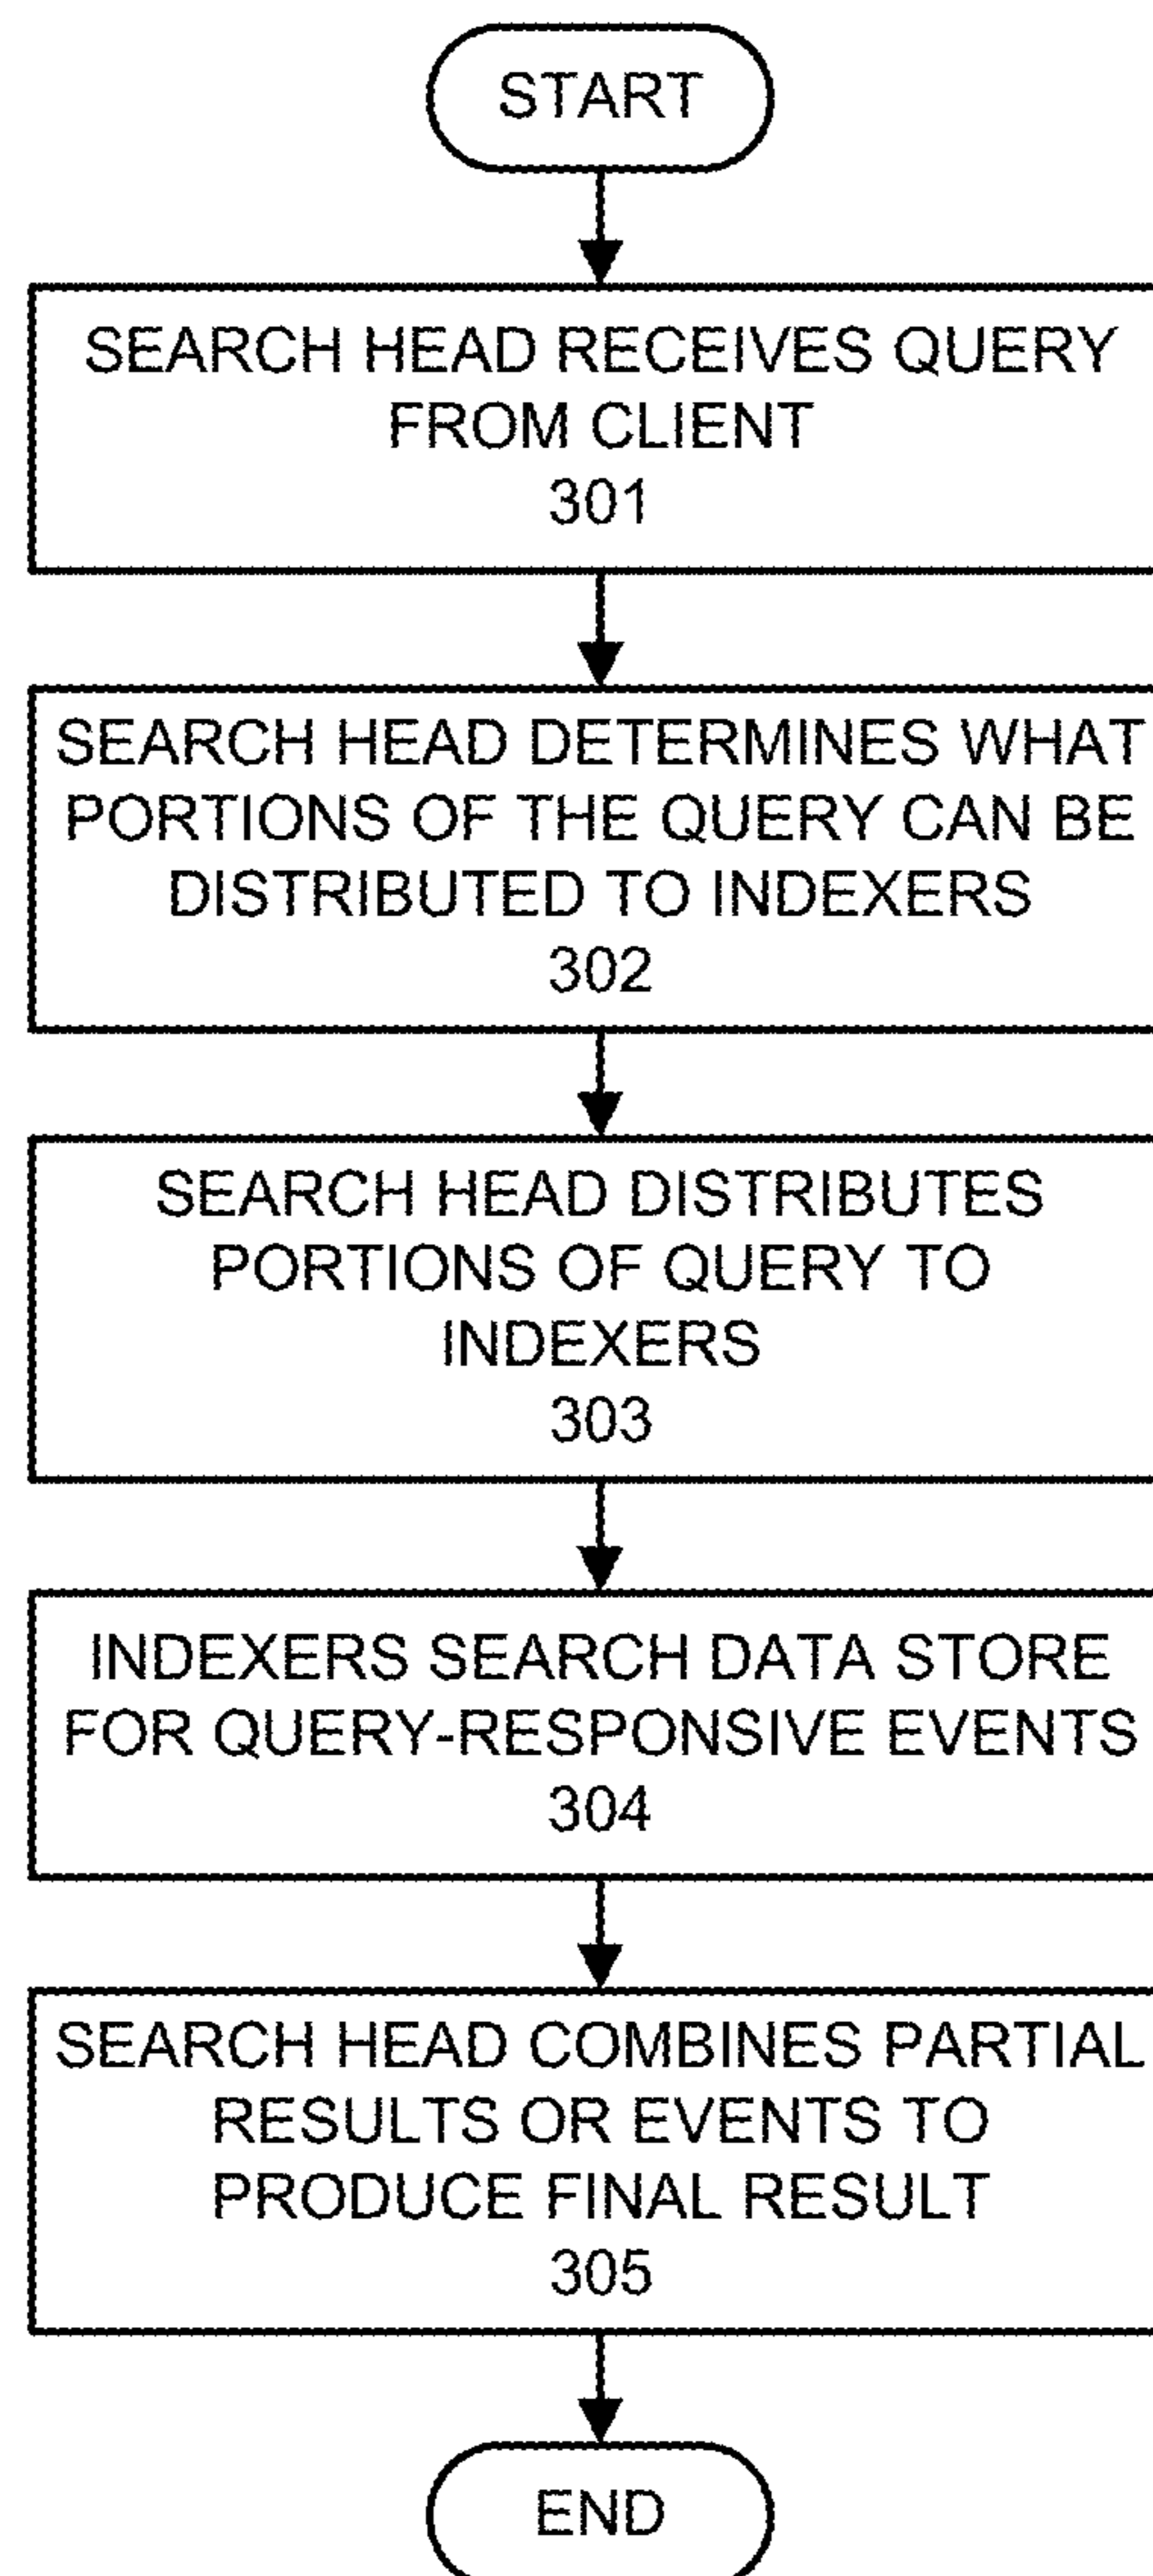 START
SEARCH HEAD RECEIVES QUERY
FROM CLIENT
301
SEARCH HEAD DETERMINES WHAT
PORTIONS OF THE QUERY CAN BE
DISTRIBUTED TO INDEXERS
302
SEARCH HEAD DISTRIBUTES
PORTIONS OF QUERY TO
INDEXERS
303
INDEXERS SEARCH DATA STORE
FOR QUERY-RESPONSIVE EVENTS
304
SEARCH HEAD COMBINES PARTIAL
RESULTS OR EVENTS TO
PRODUCE FINAL RESULT
305
END